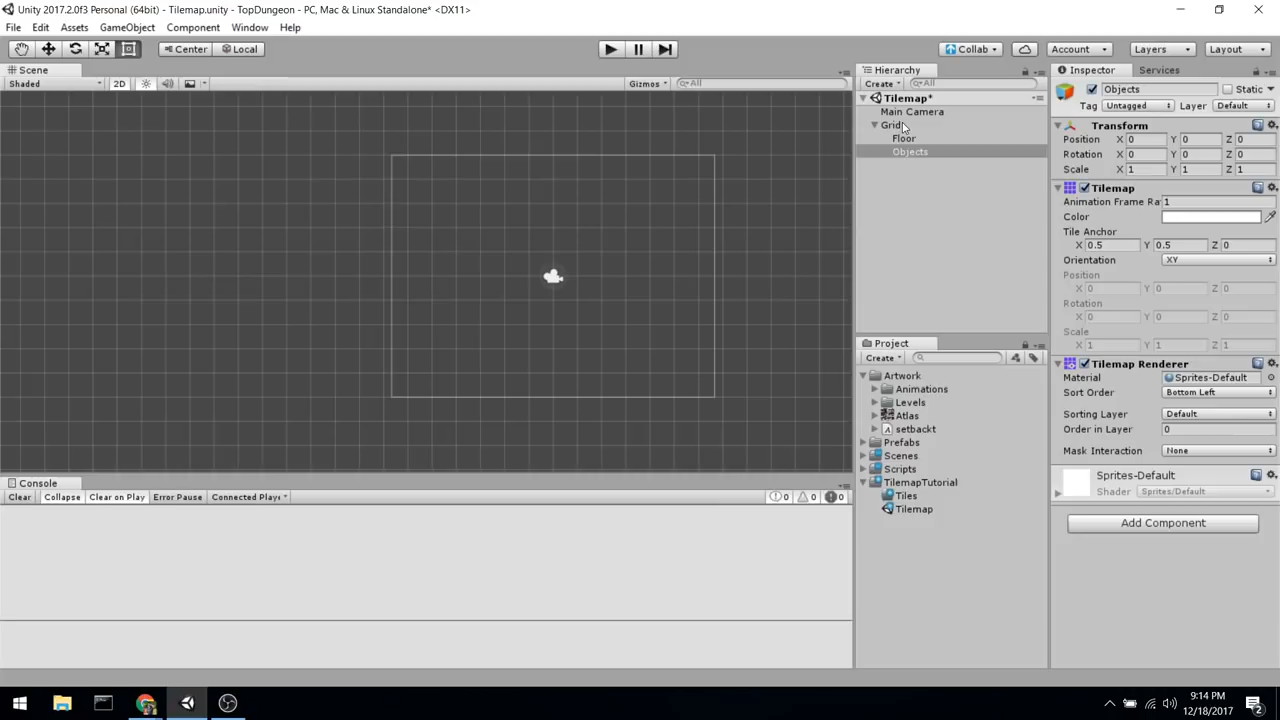 Unity 2017.2.0f3 Personal (64bit) - Tilemap.unity - TopDungeon - PC, Mac & Linux Standalone* <DX11>
File Edit Assets GameObject Component Window Help
Center Local Collab Account Layers Layout
Scene
Shaded 2D Gizmos All
Hierarchy
Create All
Tilemap*
Main Camera
Grid
Floor
Objects
Project
Create
Artwork
Animations
Levels
Atlas
setbackt
Prefabs
Scenes
Scripts
TilemapTutorial
Tiles
Tilemap
Inspector Services
Objects Static
Tag Untagged Layer Default
Transform
Position X 0 Y 0 Z 0
Rotation X 0 Y 0 Z 0
Scale X 1 Y 1 Z 1
Tilemap
Animation Frame Ra 1
Color
Tile Anchor
X 0.5 Y 0.5 Z 0
Orientation XY
Position
X 0 Y 0 Z 0
Rotation
X 0 Y 0 Z 0
Scale
X 1 Y 1 Z 1
Tilemap Renderer
Material Sprites-Default
Sort Order Bottom Left
Sorting Layer Default
Order in Layer 0
Mask Interaction None
Sprites-Default
Shader Sprites/Default
Add Component
Console
Clear Collapse Clear on Play Error Pause Connected Playe 0 0 0
9:14 PM
12/18/2017
2